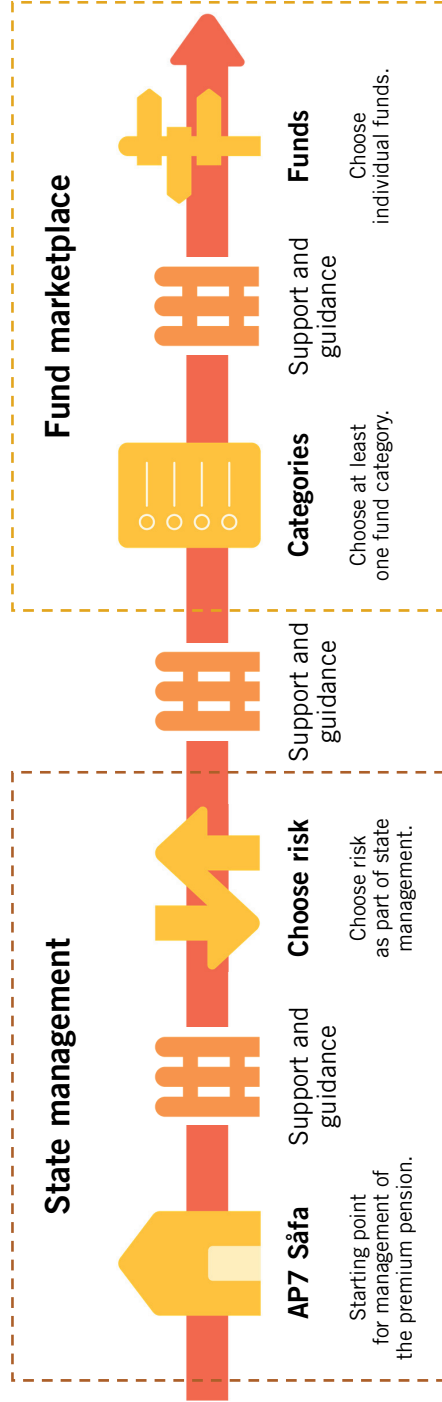 State management
AP7 Såfa
Starting point
for management of
the premium pension.
Support and
guidance
Choose risk
Choose risk
as part of state
management.
Support and
guidance
Fund marketplace
Categories
Choose at least
one fund category.
Support and
guidance
Funds
Choose
individual funds.